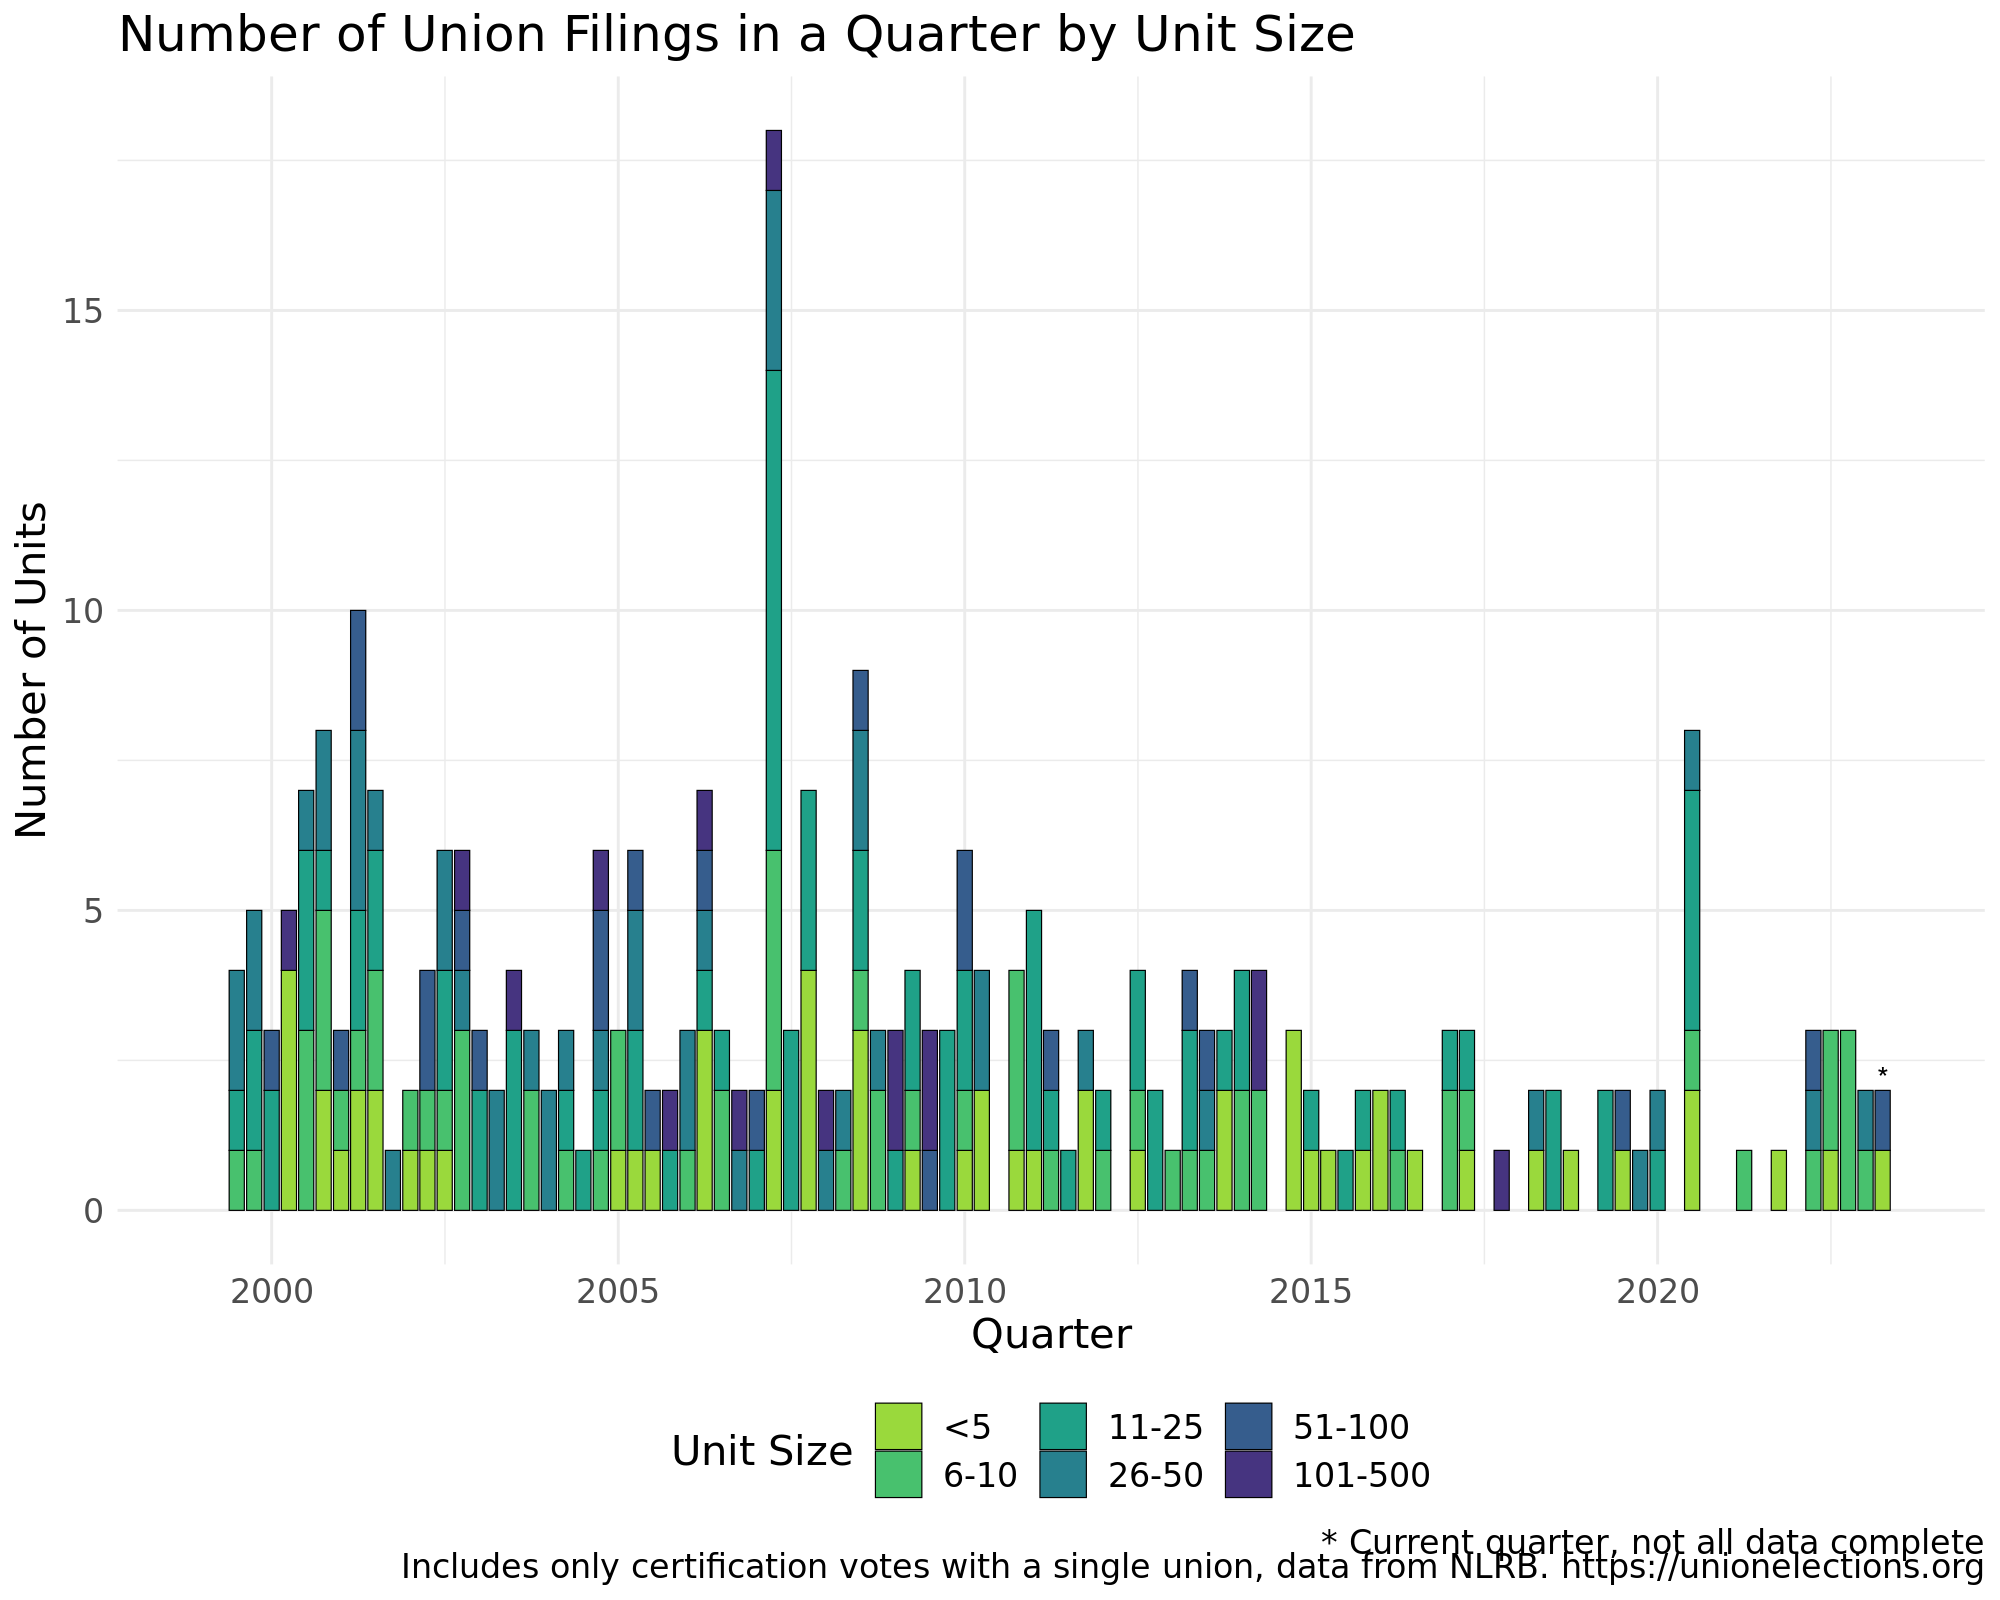 Number of Union Filings in a Quarter by Unit Size
Number of Units
15
10
5
0
*
2000 2005 2010 2015 2020
Quarter
Unit Size
<5 11-25 51-100
6-10 26-50 101-500
* Current quarter, not all data complete
Includes only certification votes with a single union, data from NLRB. https://unionelections.org